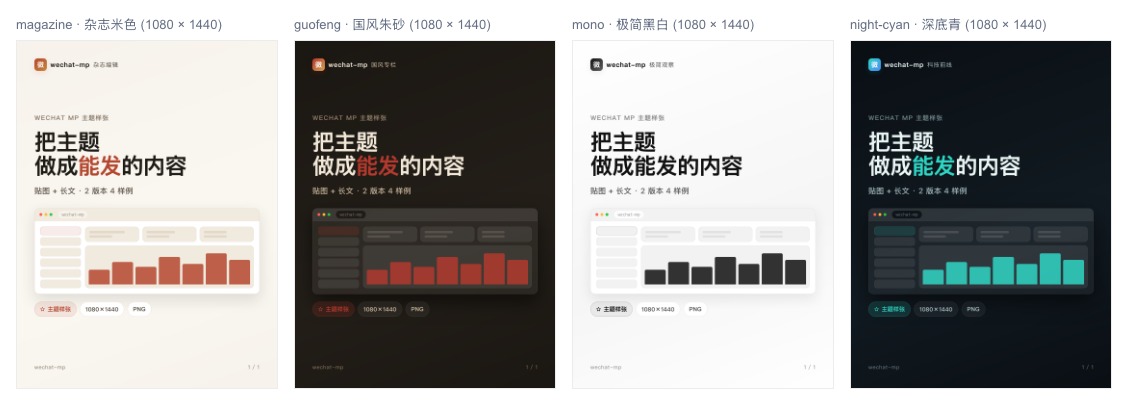 magazine · 杂志米色 (1080 × 1440)
微 wechat-mp 杂志编辑
WECHAT MP 主题样张
把主题
做成能发的内容
贴图 + 长文 · 2 版本 4 样例
wechat-mp
☆ 主题样张 1080×1440 PNG
wechat-mp 1 / 1
guofeng · 国风朱砂 (1080 × 1440)
微 wechat-mp 国风专栏
WECHAT MP 主题样张
把主题
做成能发的内容
贴图 + 长文 · 2 版本 4 样例
wechat-mp
☆ 主题样张 1080×1440 PNG
wechat-mp 1 / 1
mono · 极简黑白 (1080 × 1440)
微 wechat-mp 极简观察
WECHAT MP 主题样张
把主题
做成能发的内容
贴图 + 长文 · 2 版本 4 样例
wechat-mp
☆ 主题样张 1080×1440 PNG
wechat-mp 1 / 1
night-cyan · 深底青 (1080 × 1440)
微 wechat-mp 科技前线
WECHAT MP 主题样张
把主题
做成能发的内容
贴图 + 长文 · 2 版本 4 样例
wechat-mp
☆ 主题样张 1080×1440 PNG
wechat-mp 1 / 1